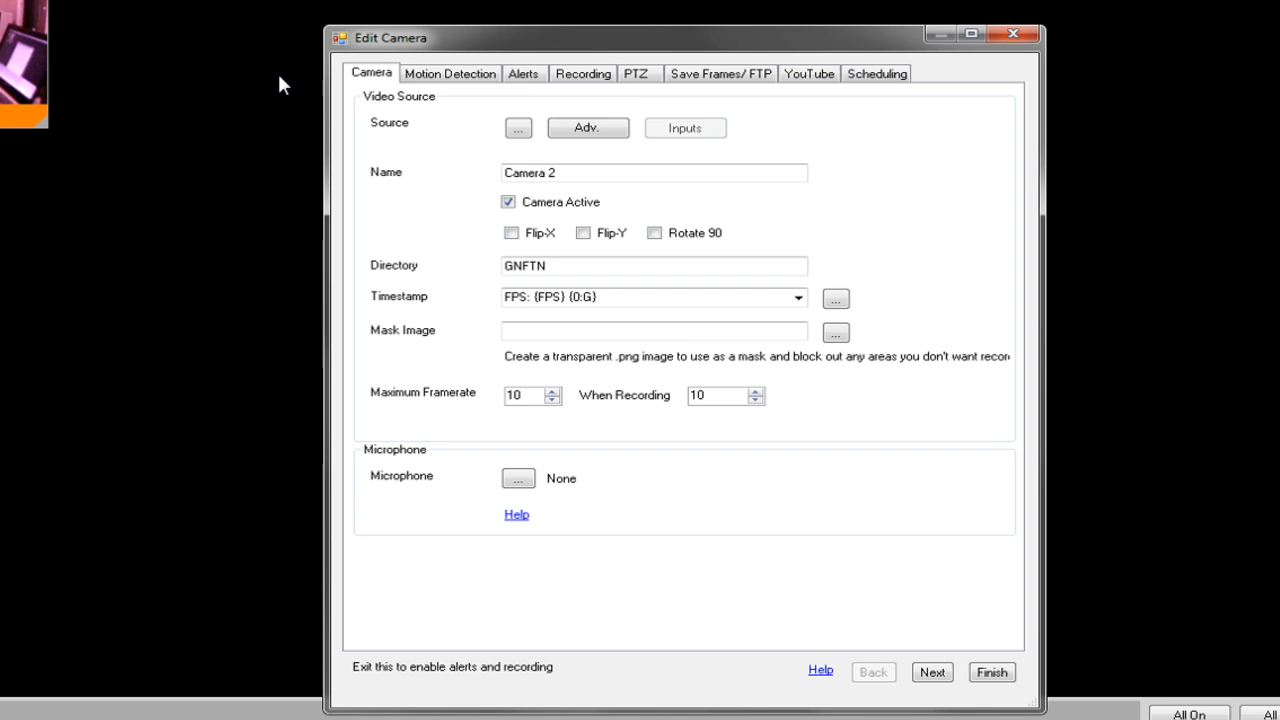 Edit Camera
Camera Motion Detection Alerts Recording PTZ Save Frames/ FTP YouTube Scheduling
Video Source
Source ... Adv. Inputs
Name Camera 2
Camera Active
Flip-X Flip-Y Rotate 90
Directory GNFTN
Timestamp FPS: {FPS} {0:G} ...
Mask Image ...
Create a transparent .png image to use as a mask and block out any areas you don't want recor
Maximum Framerate 10 When Recording 10
Microphone
Microphone ... None
Help
Exit this to enable alerts and recording Help Back Next Finish
All On All